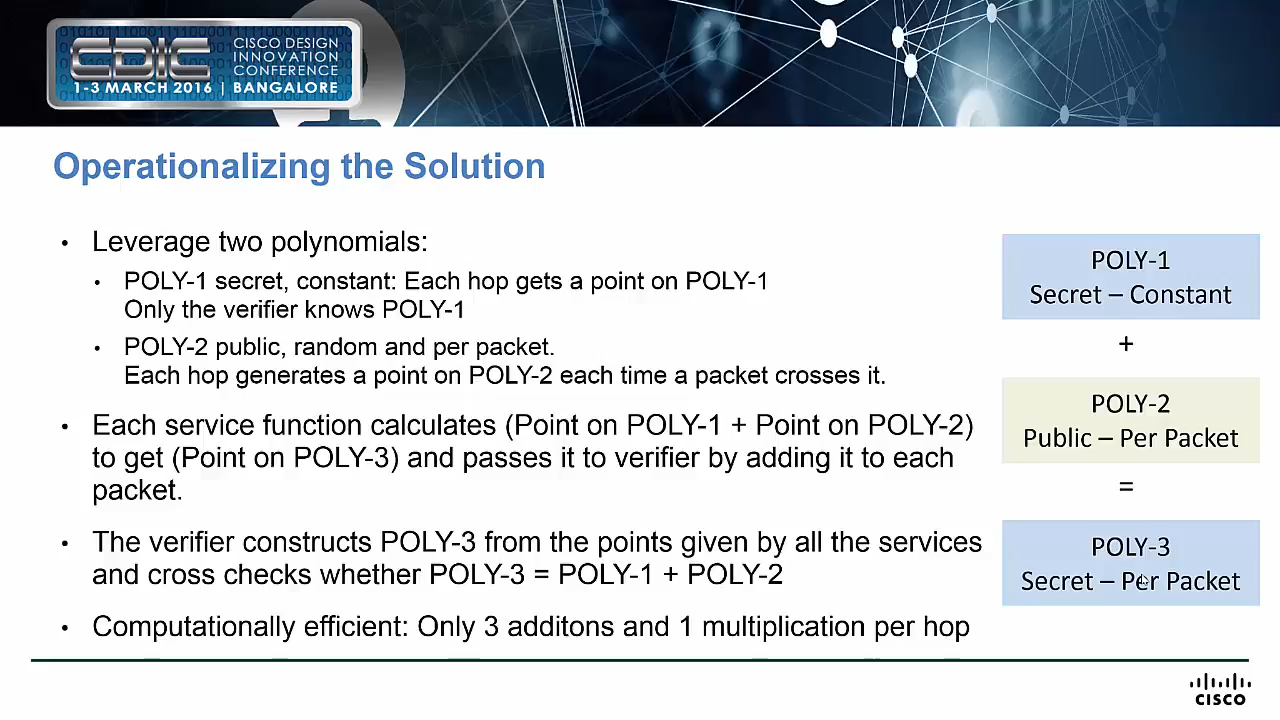 CDIC
CISCO DESIGN
INNOVATION
CONFERENCE
1-3 MARCH 2016 | BANGALORE
Operationalizing the Solution
• Leverage two polynomials:
• POLY-1 secret, constant: Each hop gets a point on POLY-1
Only the verifier knows POLY-1
• POLY-2 public, random and per packet.
Each hop generates a point on POLY-2 each time a packet crosses it.
• Each service function calculates (Point on POLY-1 + Point on POLY-2)
to get (Point on POLY-3) and passes it to verifier by adding it to each
packet.
• The verifier constructs POLY-3 from the points given by all the services
and cross checks whether POLY-3 = POLY-1 + POLY-2
• Computationally efficient: Only 3 additons and 1 multiplication per hop
POLY-1
Secret – Constant
+
POLY-2
Public – Per Packet
=
POLY-3
Secret – Per Packet
CISCO